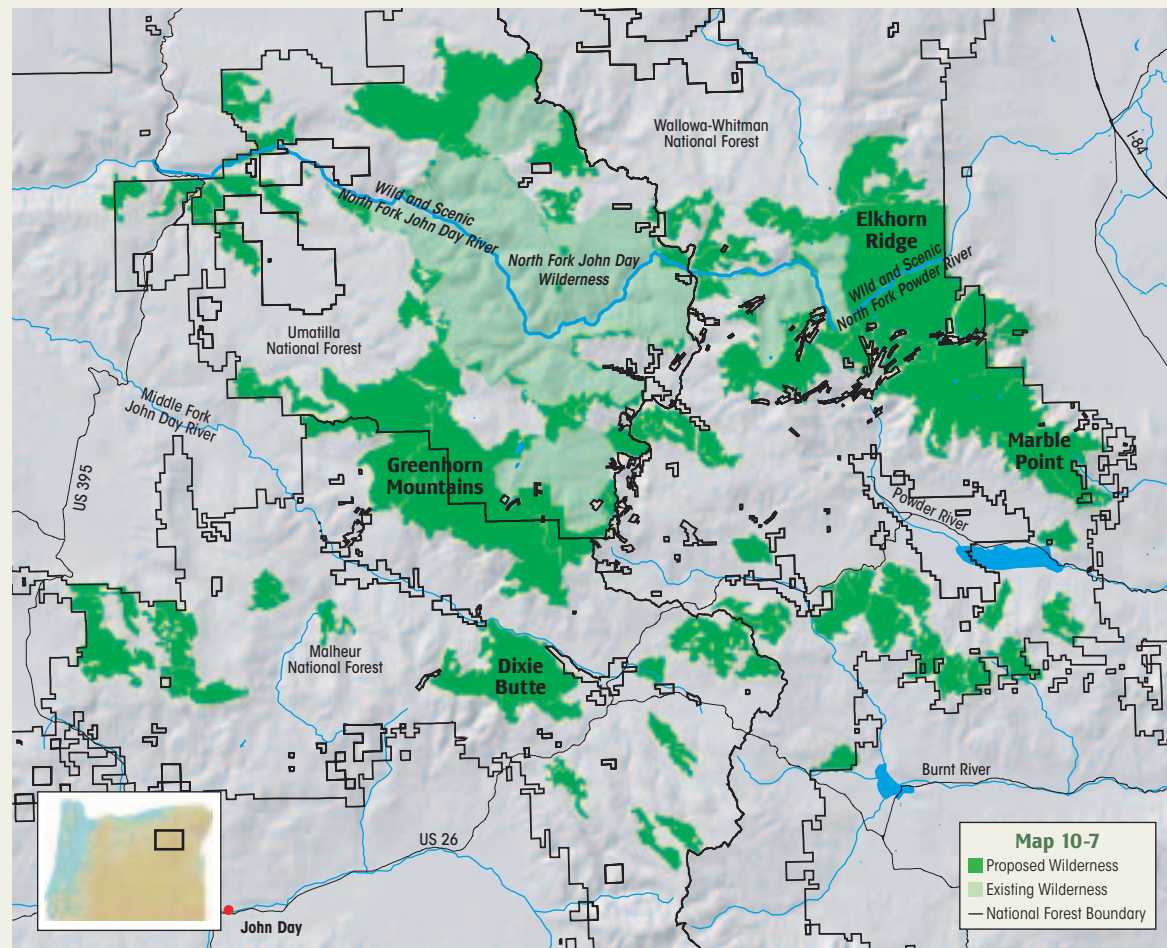 Wallowa-Whitman
National Forest
I-84
Wild and Scenic
North Fork John Day River
Elkhorn
Ridge
North Fork John Day
Wilderness
Wild and Scenic
North Fork Powder River
Umatilla
National Forest
Middle Fork
John Day River
US 395
Greenhorn
Mountains
Marble
Point
Powder River
Malheur
National Forest
Dixie
Butte
Burnt River
US 26
John Day
Map 10-7
Proposed Wilderness
Existing Wilderness
National Forest Boundary